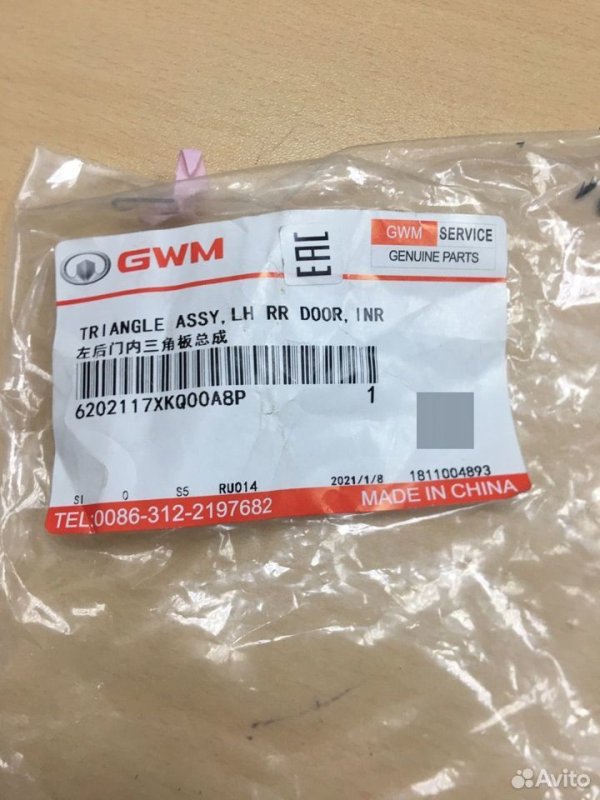 GWM
EAC
GWM SERVICE
GENUINE PARTS
TRIANGLE ASSY,LH RR DOOR,INR
左后门内三角板总成
6202117XKQ00A8P 1
SI 0 S5 RU014 2021/1/8 1811004893
TEL:0086-312-2197682 MADE IN CHINA
Avito